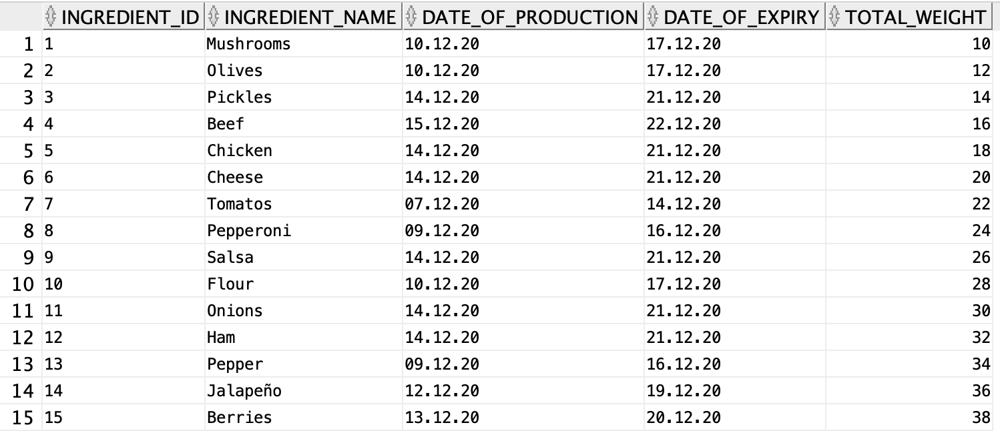 INGREDIENT_ID INGREDIENT_NAME DATE_OF_PRODUCTION DATE_OF_EXPIRY TOTAL_WEIGHT
1 1 Mushrooms 10.12.20 17.12.20 10
2 2 Olives 10.12.20 17.12.20 12
3 3 Pickles 14.12.20 21.12.20 14
4 4 Beef 15.12.20 22.12.20 16
5 5 Chicken 14.12.20 21.12.20 18
6 6 Cheese 14.12.20 21.12.20 20
7 7 Tomatos 07.12.20 14.12.20 22
8 8 Pepperoni 09.12.20 16.12.20 24
9 9 Salsa 14.12.20 21.12.20 26
10 10 Flour 10.12.20 17.12.20 28
11 11 Onions 14.12.20 21.12.20 30
12 12 Ham 14.12.20 21.12.20 32
13 13 Pepper 09.12.20 16.12.20 34
14 14 Jalapeño 12.12.20 19.12.20 36
15 15 Berries 13.12.20 20.12.20 38